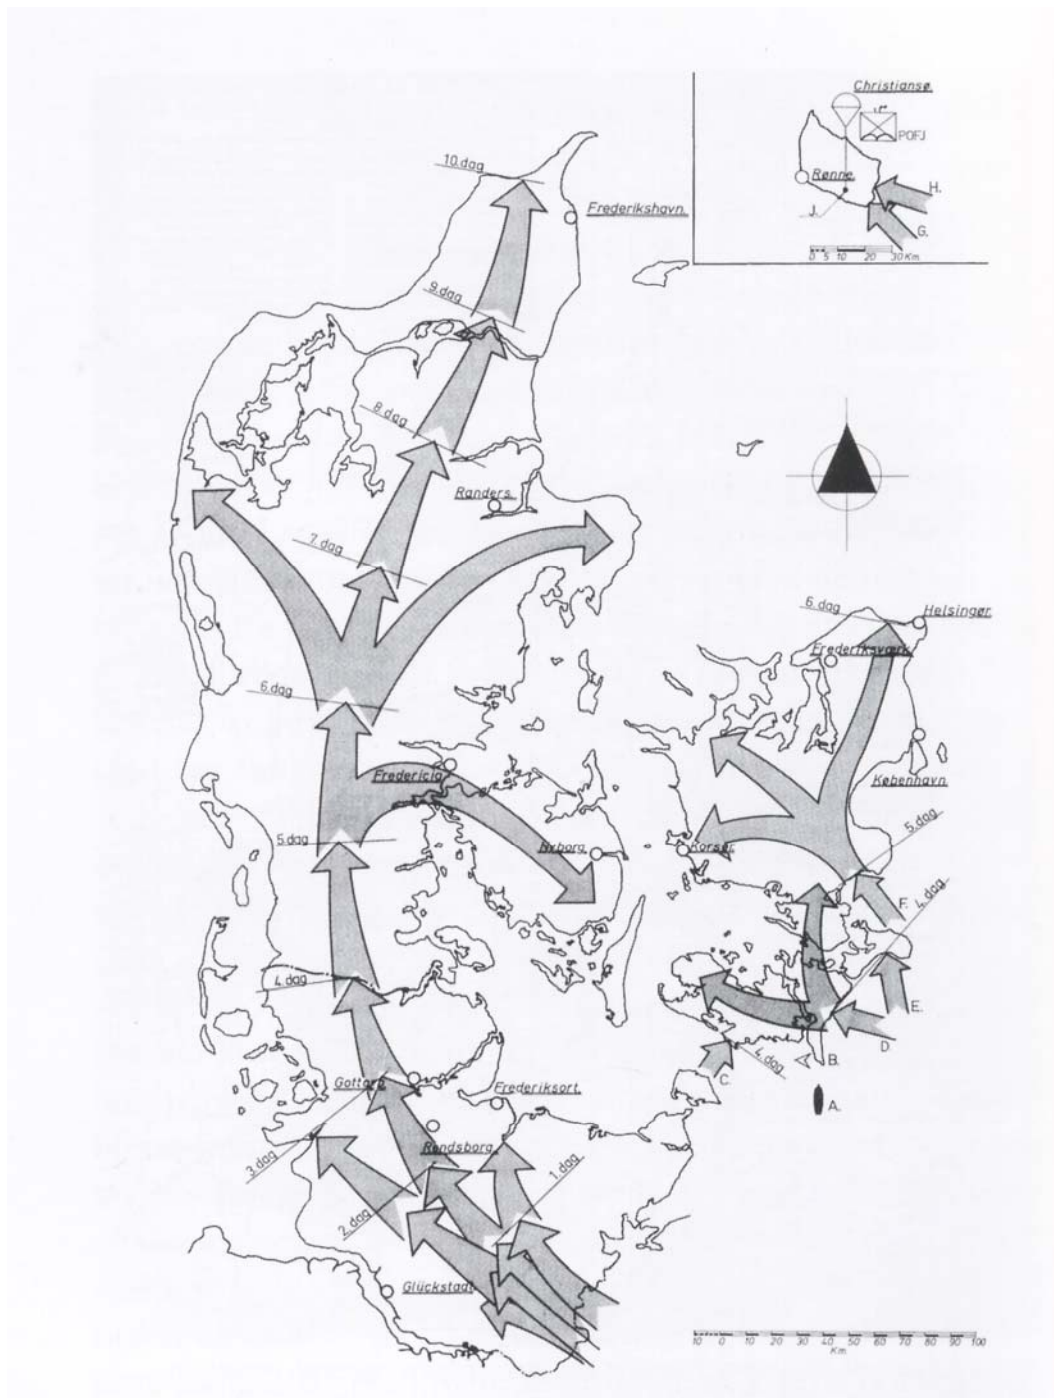 Christiansø.
POFJ
Rønne.
H.
J.
G.
0 5 10 20 30 Km.
10.dag
Frederikshavn.
9.dag
8.dag
Randers.
7.dag
6.dag
Helsingør.
Frederiksværk.
6.dag
København.
Fredericia
5.dag
5.dag
Nyborg.
Korsør.
F.
4.dag
4.dag
E.
D.
B.
4.dag
C.
A.
Gottorp.
Frederiksort.
Rendsborg.
3.dag
1.dag
2.dag
Glückstadt
10 0 10 20 30 40 50 60 70 80 90 100
Km.